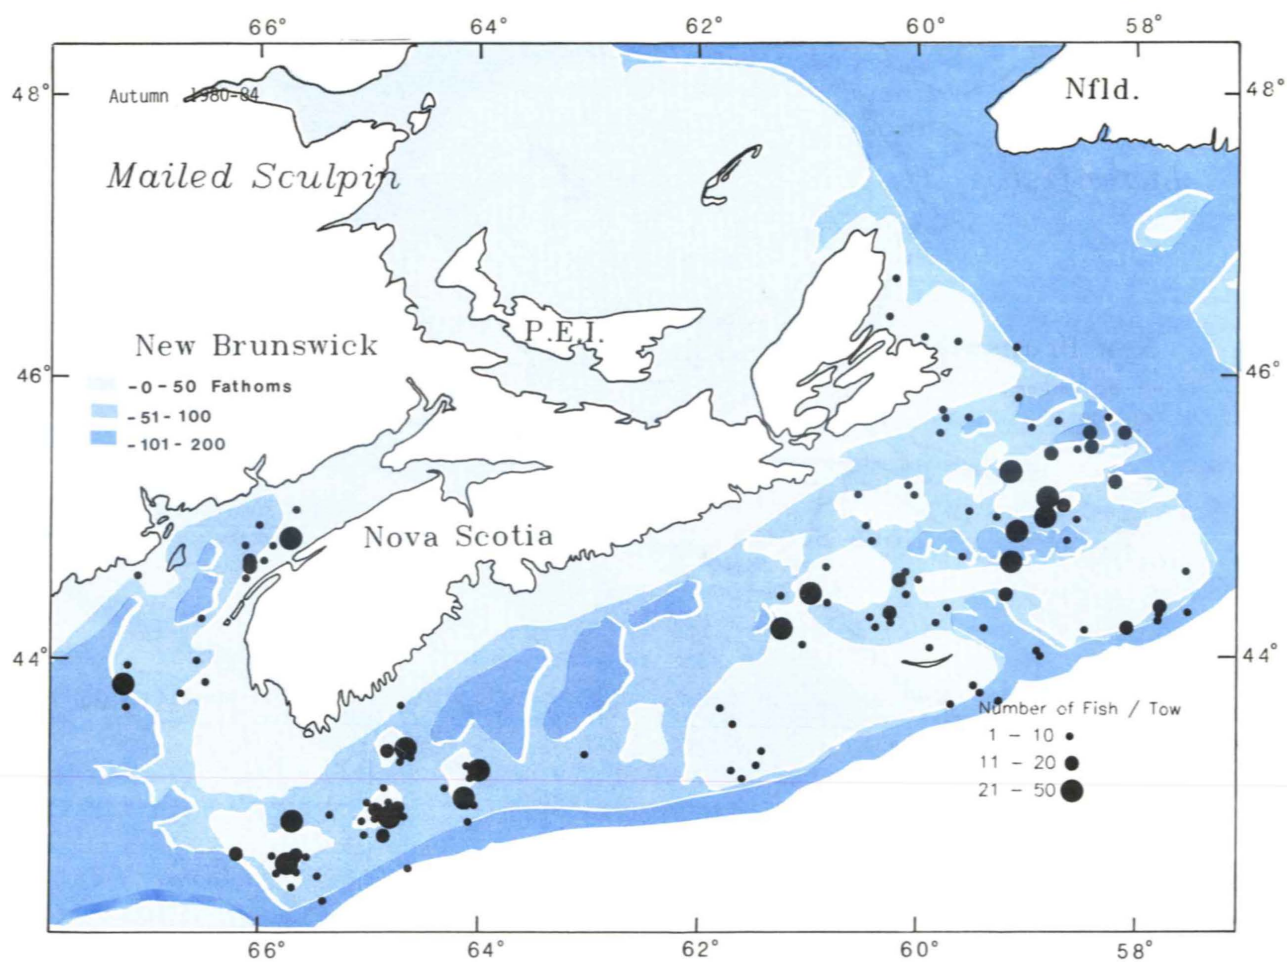 66° 64° 62° 60° 58°
48° 48°
Autumn 1980-84
Nfld.
Mailed Sculpin
P.E.I.
New Brunswick
46° 46°
-0-50 Fathoms
-51-100
-101-200
Nova Scotia
44° 44°
Number of Fish / Tow
1 - 10
11 - 20
21 - 50
66° 64° 62° 60° 58°